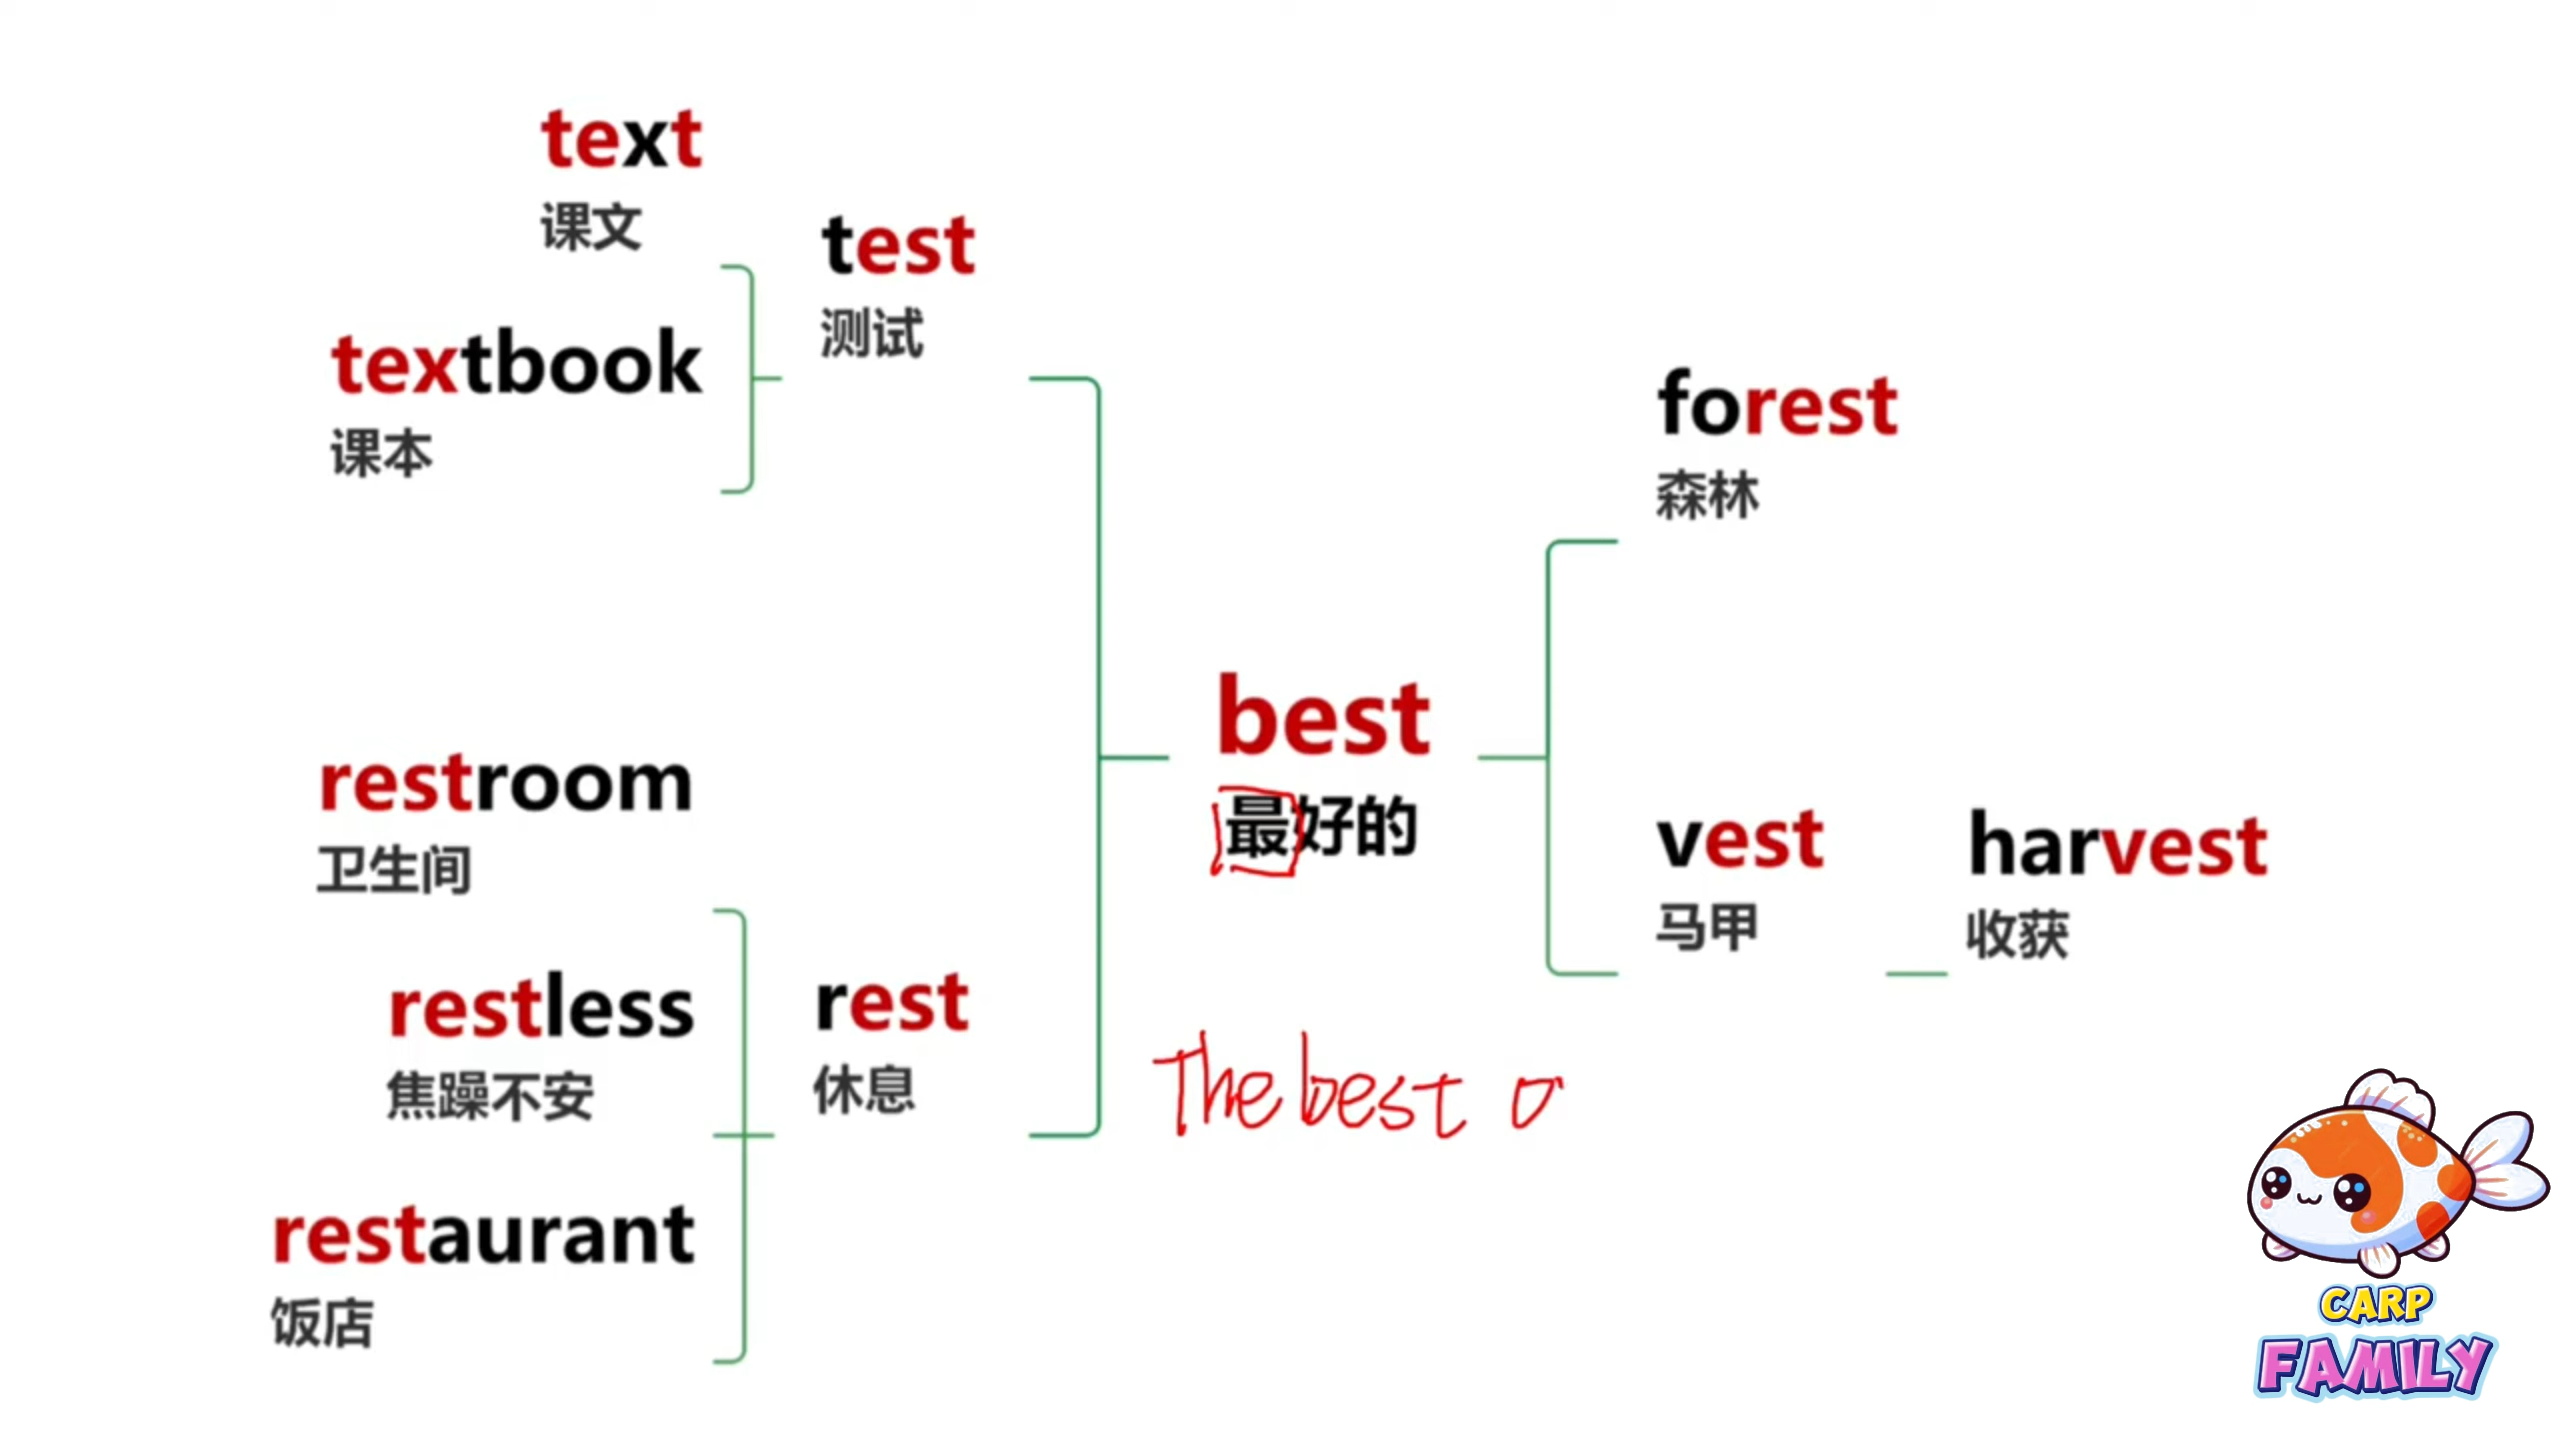 text
课文
textbook
课本
test
测试
restroom
卫生间
restless
焦躁不安
restaurant
饭店
rest
休息
best
最好的
The best o
forest
森林
vest
马甲
harvest
收获
CARP
FAMILY